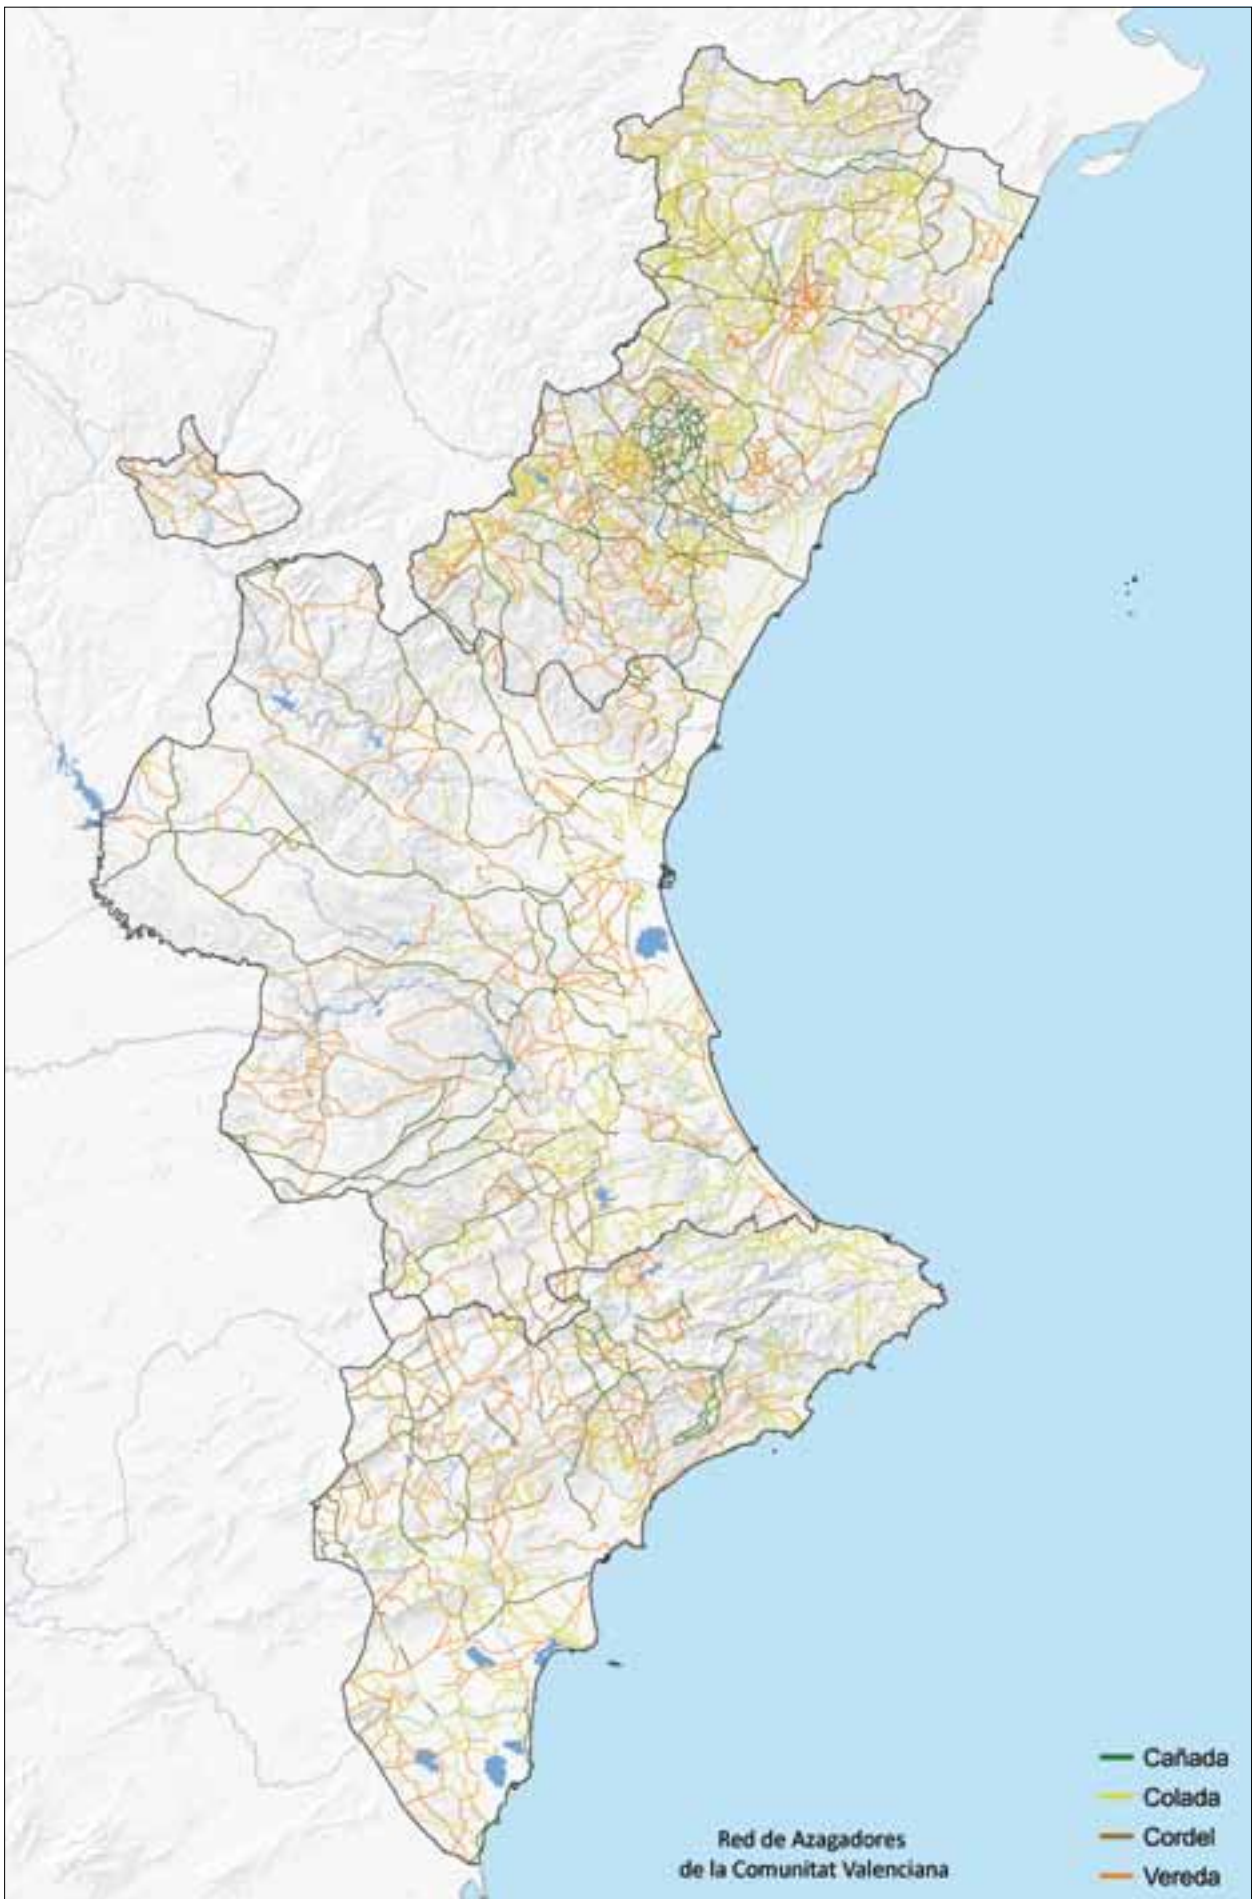 Cañada
Colada
Cordel
Vereda
Red de Azagadores
de la Comunitat Valenciana